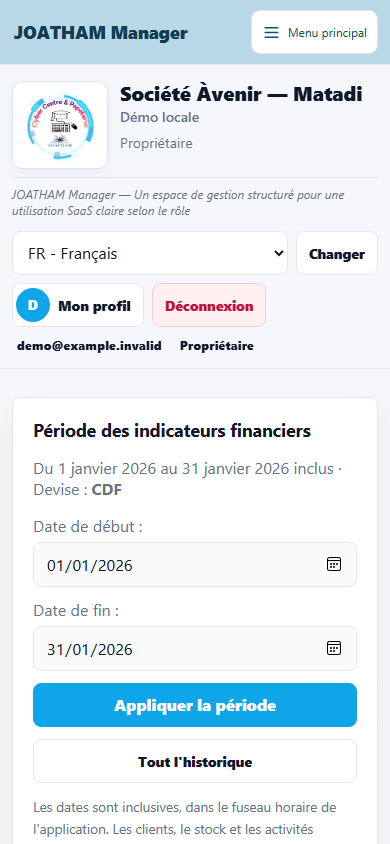 JOATHAM Manager
Menu principal
Cyber Centre & Papeterie
Société Àvenir — Matadi
Démo locale
Propriétaire
JOATHAM Manager — Un espace de gestion structuré pour une
utilisation SaaS claire selon le rôle
FR - Français
Changer
D
Mon profil
Déconnexion
demo@example.invalid
Propriétaire
Période des indicateurs financiers
Du 1 janvier 2026 au 31 janvier 2026 inclus ·
Devise : CDF
Date de début :
01/01/2026
Date de fin :
31/01/2026
Appliquer la période
Tout l'historique
Les dates sont inclusives, dans le fuseau horaire de
l'application. Les clients, le stock et les activités